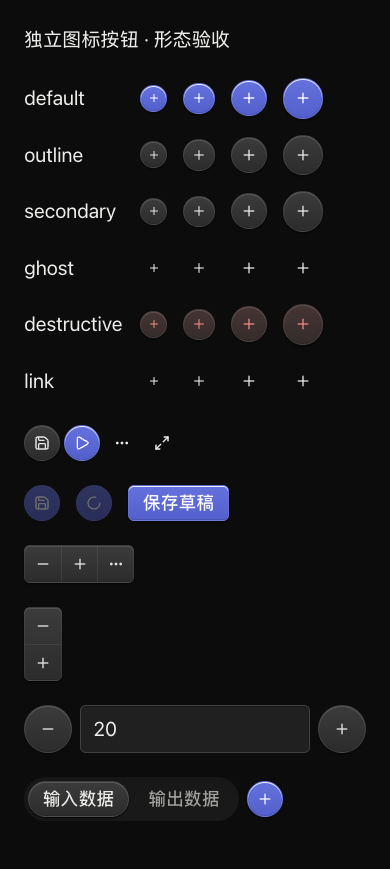 独立图标按钮 · 形态验收
default
outline
secondary
ghost
destructive
link
保存草稿
20
输入数据 输出数据